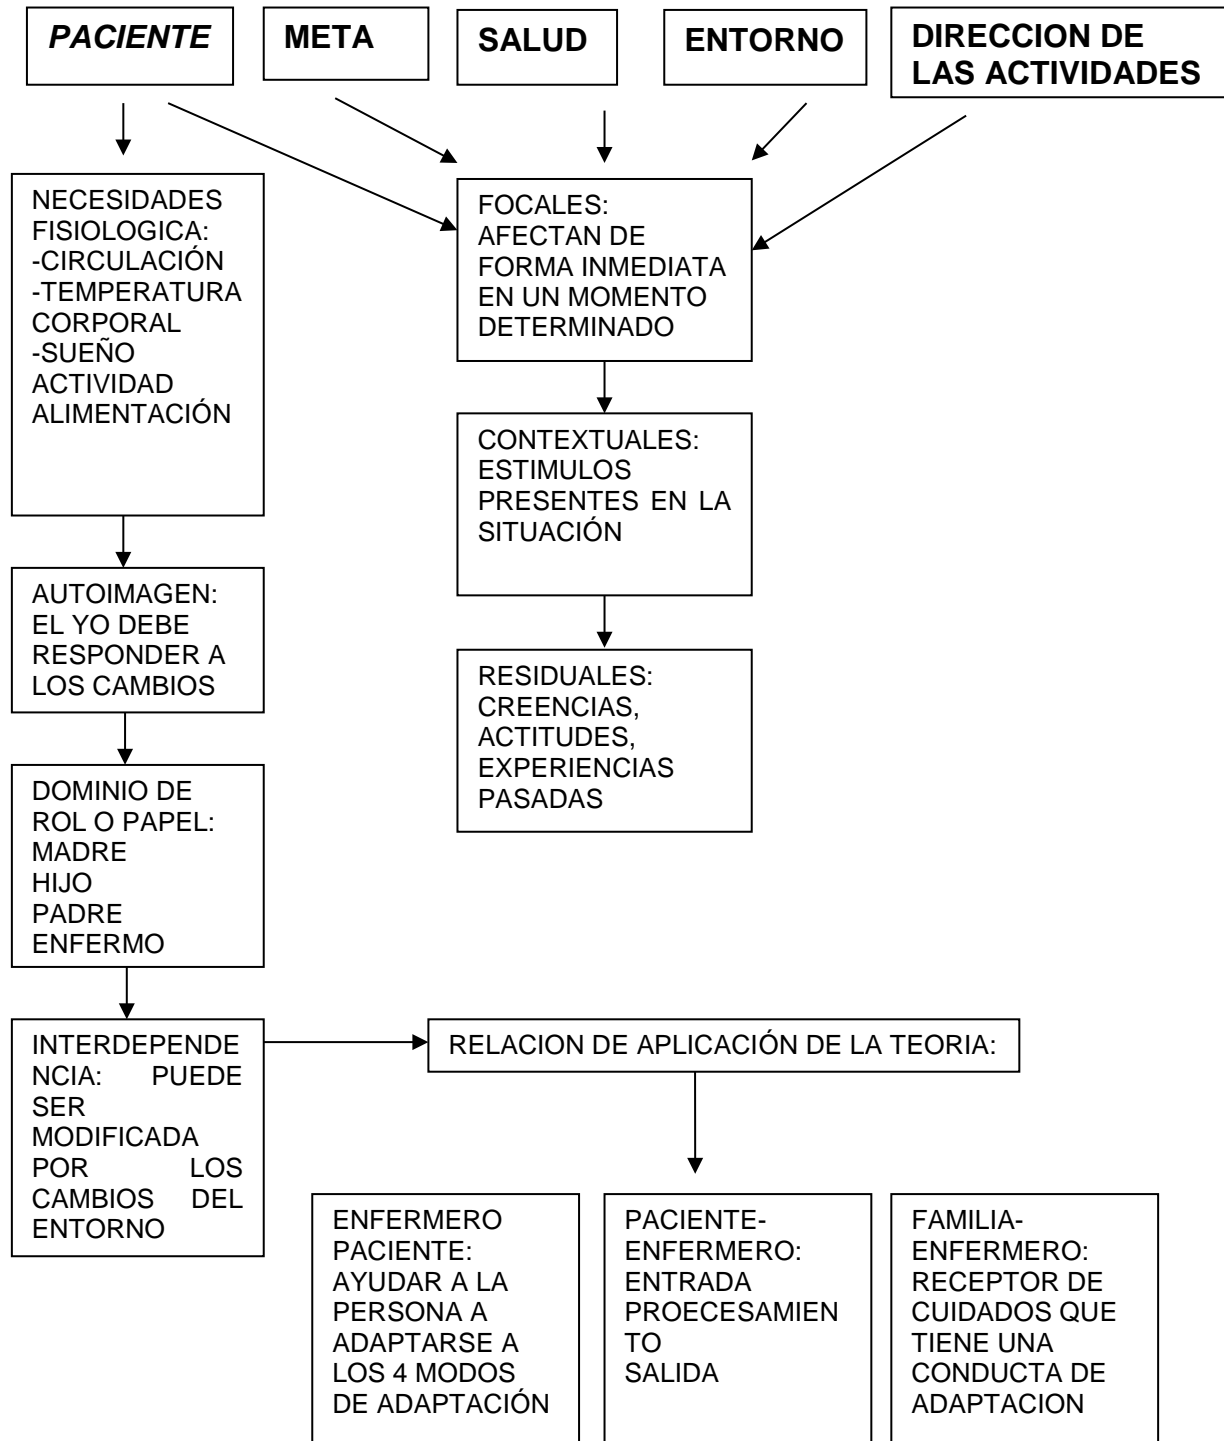 PACIENTE
META
SALUD
ENTORNO
DIRECCION DE
LAS ACTIVIDADES
NECESIDADES
FISIOLOGICA:
-CIRCULACIÓN
-TEMPERATURA
CORPORAL
-SUEÑO
ACTIVIDAD
ALIMENTACIÓN
FOCALES:
AFECTAN DE
FORMA INMEDIATA
EN UN MOMENTO
DETERMINADO
CONTEXTUALES:
ESTIMULOS
PRESENTES EN LA
SITUACIÓN
AUTOIMAGEN:
EL YO DEBE
RESPONDER A
LOS CAMBIOS
RESIDUALES:
CREENCIAS,
ACTITUDES,
EXPERIENCIAS
PASADAS
DOMINIO DE
ROL O PAPEL:
MADRE
HIJO
PADRE
ENFERMO
INTERDEPENDE
NCIA: PUEDE
SER
MODIFICADA
POR LOS
CAMBIOS DEL
ENTORNO
RELACION DE APLICACIÓN DE LA TEORIA:
ENFERMERO
PACIENTE:
AYUDAR A LA
PERSONA A
ADAPTARSE A
LOS 4 MODOS
DE ADAPTACIÓN
PACIENTE-
ENFERMERO:
ENTRADA
PROECESAMIEN
TO
SALIDA
FAMILIA-
ENFERMERO:
RECEPTOR DE
CUIDADOS QUE
TIENE UNA
CONDUCTA DE
ADAPTACION